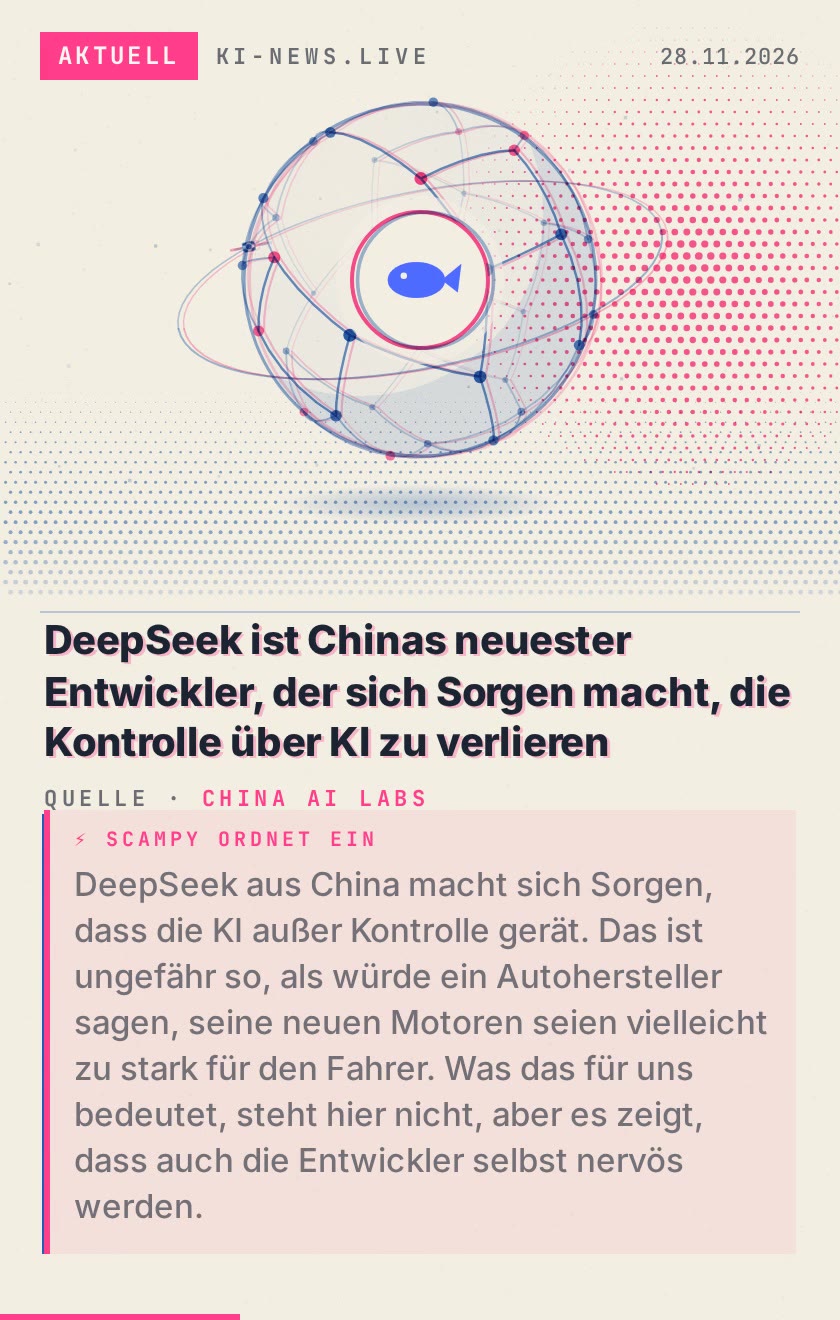 AKTUELL KI-NEWS.LIVE 28.11.2026
DeepSeek ist Chinas neuester
Entwickler, der sich Sorgen macht, die
Kontrolle über KI zu verlieren
QUELLE · CHINA AI LABS
⚡ SCAMPY ORDNET EIN
DeepSeek aus China macht sich Sorgen,
dass die KI außer Kontrolle gerät. Das ist
ungefähr so, als würde ein Autohersteller
sagen, seine neuen Motoren seien vielleicht
zu stark für den Fahrer. Was das für uns
bedeutet, steht hier nicht, aber es zeigt,
dass auch die Entwickler selbst nervös
werden.